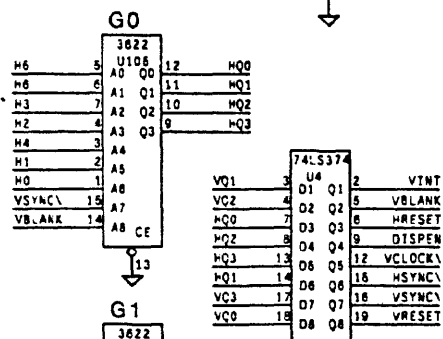 G0
3622
U106
H6 5 A0 Q0 12 HQ0
H6 6 A1 Q1 11 HQ1
H3 7 A2 Q2 10 HQ2
H2 4 A3 Q3 9 HQ3
H4 3 A4
H1 2 A5
H0 1 A6
VSYNC\ 15 A7
VBLANK 14 A8 CE
13
G1
3622
74LS374
U4
VQ1 3 D1 Q1 2 VINT
VQ2 4 D2 Q2 5 VBLANK
HQ0 7 D3 Q3 6 HRESET
HQ2 8 D4 Q4 9 DISPEN
HQ3 13 D5 Q5 12 VCLOCK\
HQ1 14 D6 Q6 15 HSYNC\
VQ3 17 D7 Q7 16 VSYNC\
VQ0 18 D8 Q8 19 VRESET